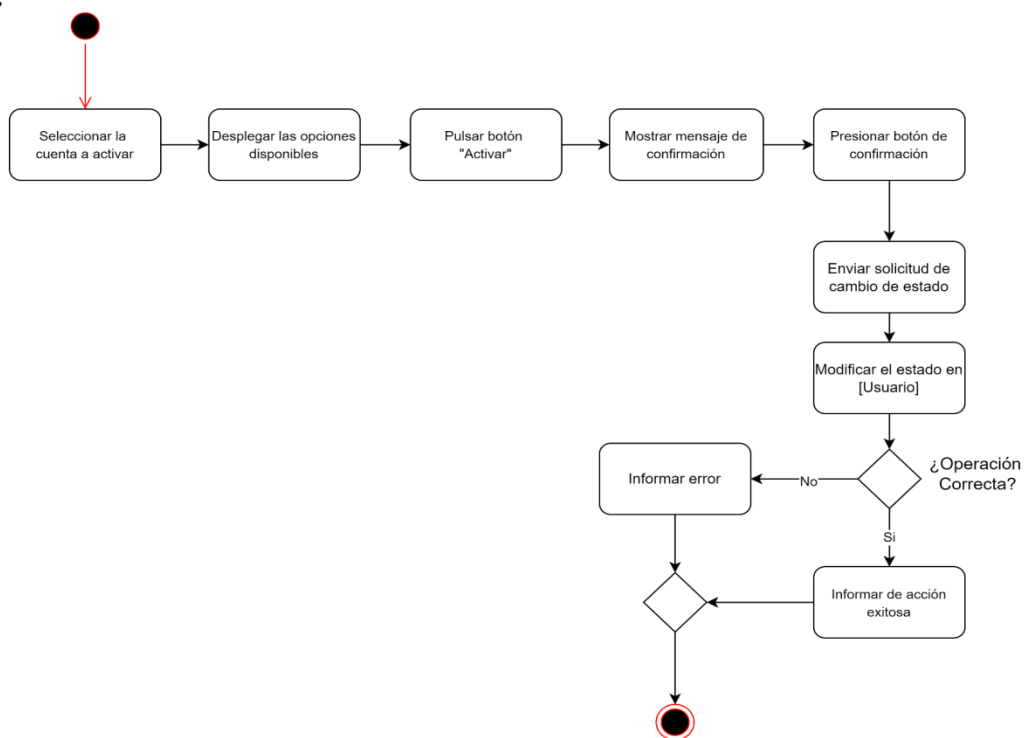 Seleccionar la
cuenta a activar
Desplegar las opciones
disponibles
Pulsar botón
"Activar"
Mostrar mensaje de
confirmación
Presionar botón de
confirmación
Enviar solicitud de
cambio de estado
Modificar el estado en
[Usuario]
¿Operación
Correcta?
No
Informar error
Si
Informar de acción
exitosa